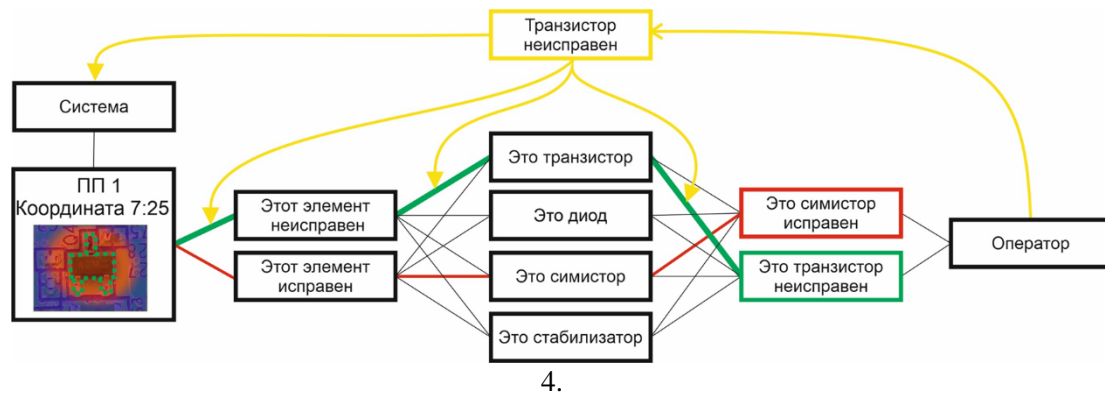 Транзистор
неисправен
Система
ПП 1
Координата 7:25
Этот элемент
неисправен
Этот элемент
исправен
Это транзистор
Это диод
Это симистор
Это стабилизатор
Это симистор
исправен
Это транзистор
неисправен
Оператор
4.